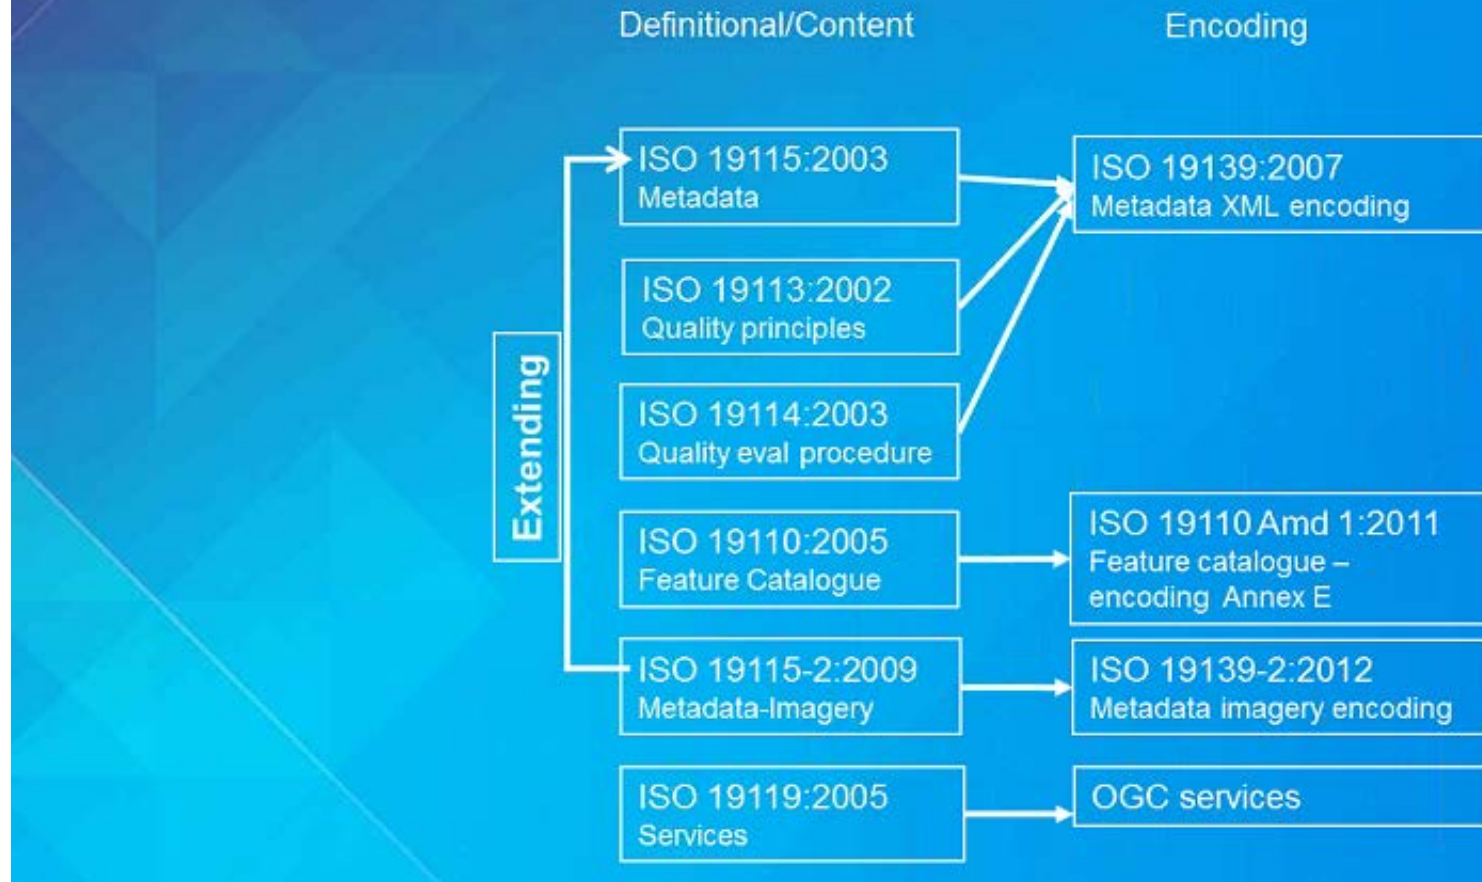 Definitional/Content
Encoding
ISO 19115:2003
Metadata
ISO 19139:2007
Metadata XML encoding
ISO 19113:2002
Quality principles
Extending
ISO 19114:2003
Quality eval procedure
ISO 19110:2005
Feature Catalogue
ISO 19110 Amd 1:2011
Feature catalogue –
encoding Annex E
ISO 19115-2:2009
Metadata-Imagery
ISO 19139-2:2012
Metadata imagery encoding
ISO 19119:2005
Services
OGC services